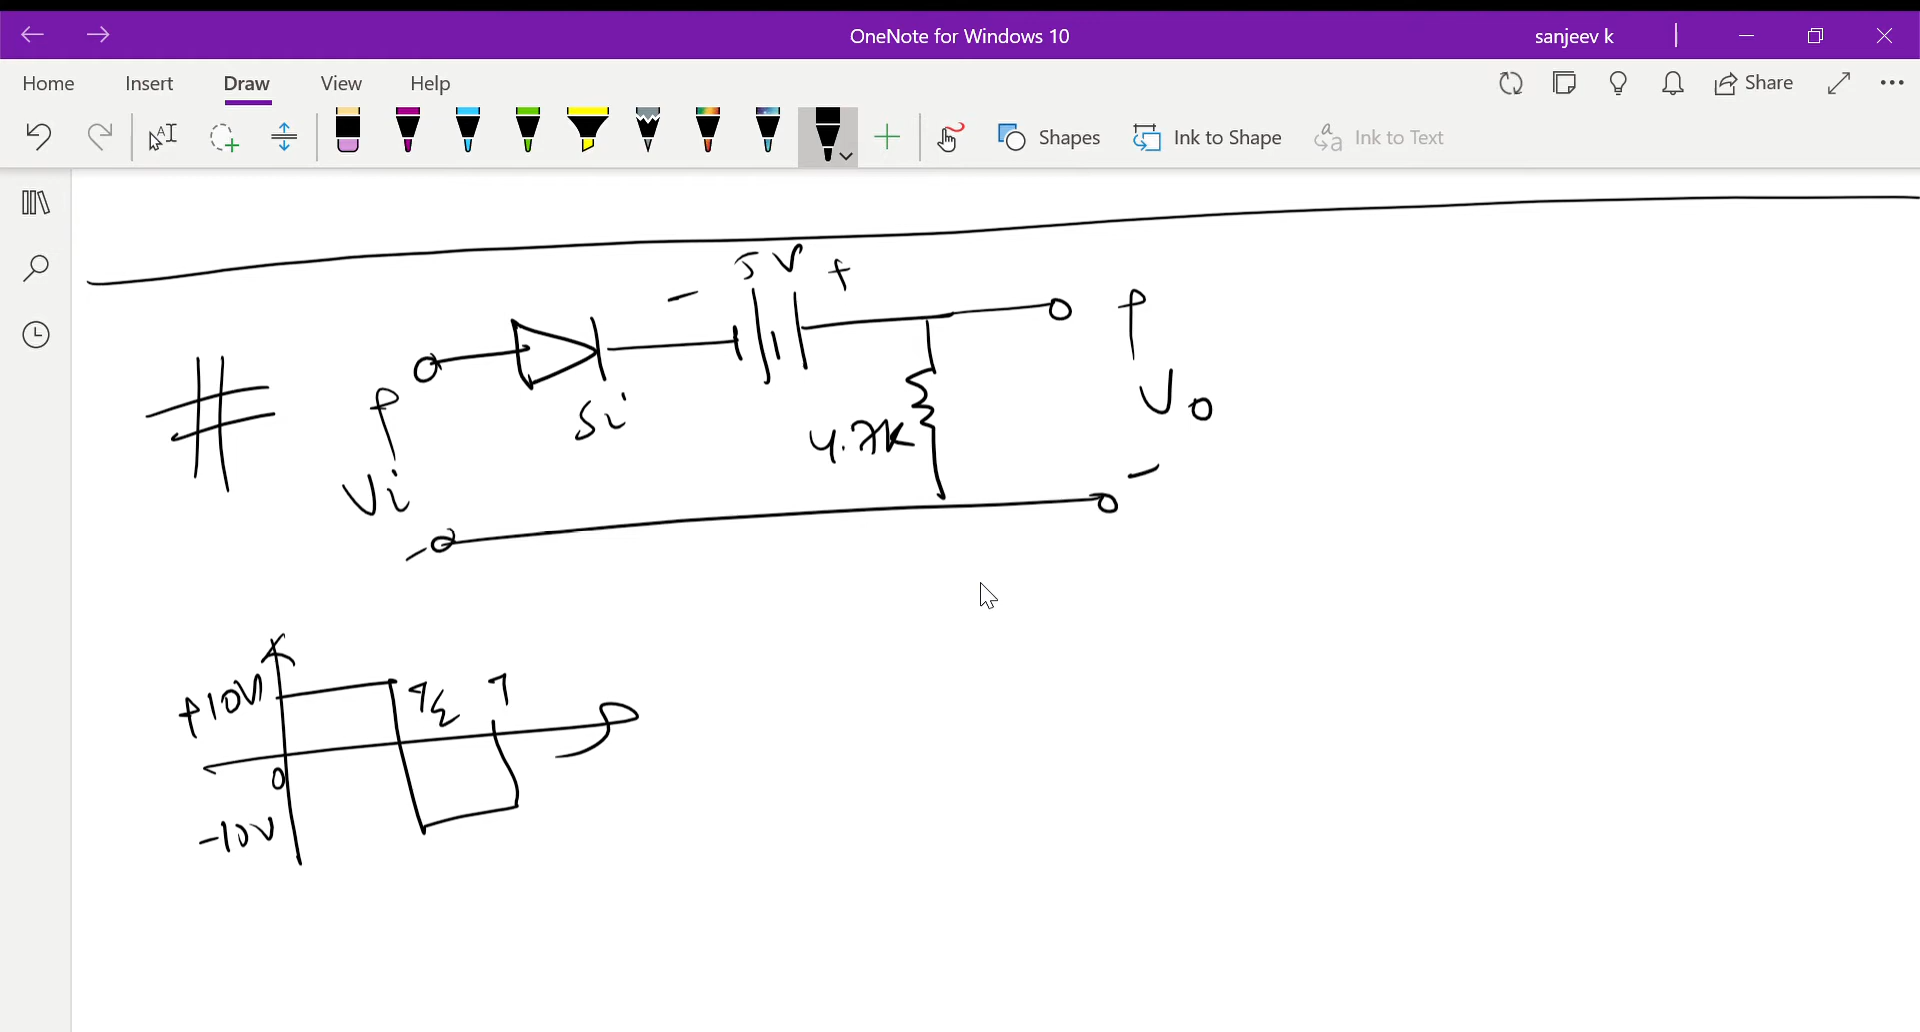 OneNote for Windows 10
sanjeev k
Home Insert Draw View Help
Share
Shapes Ink to Shape Ink to Text
- 5V +
+
Si
4.7K
Vo
+
Vi
-
-
+10V
T/2 T
0
-10V